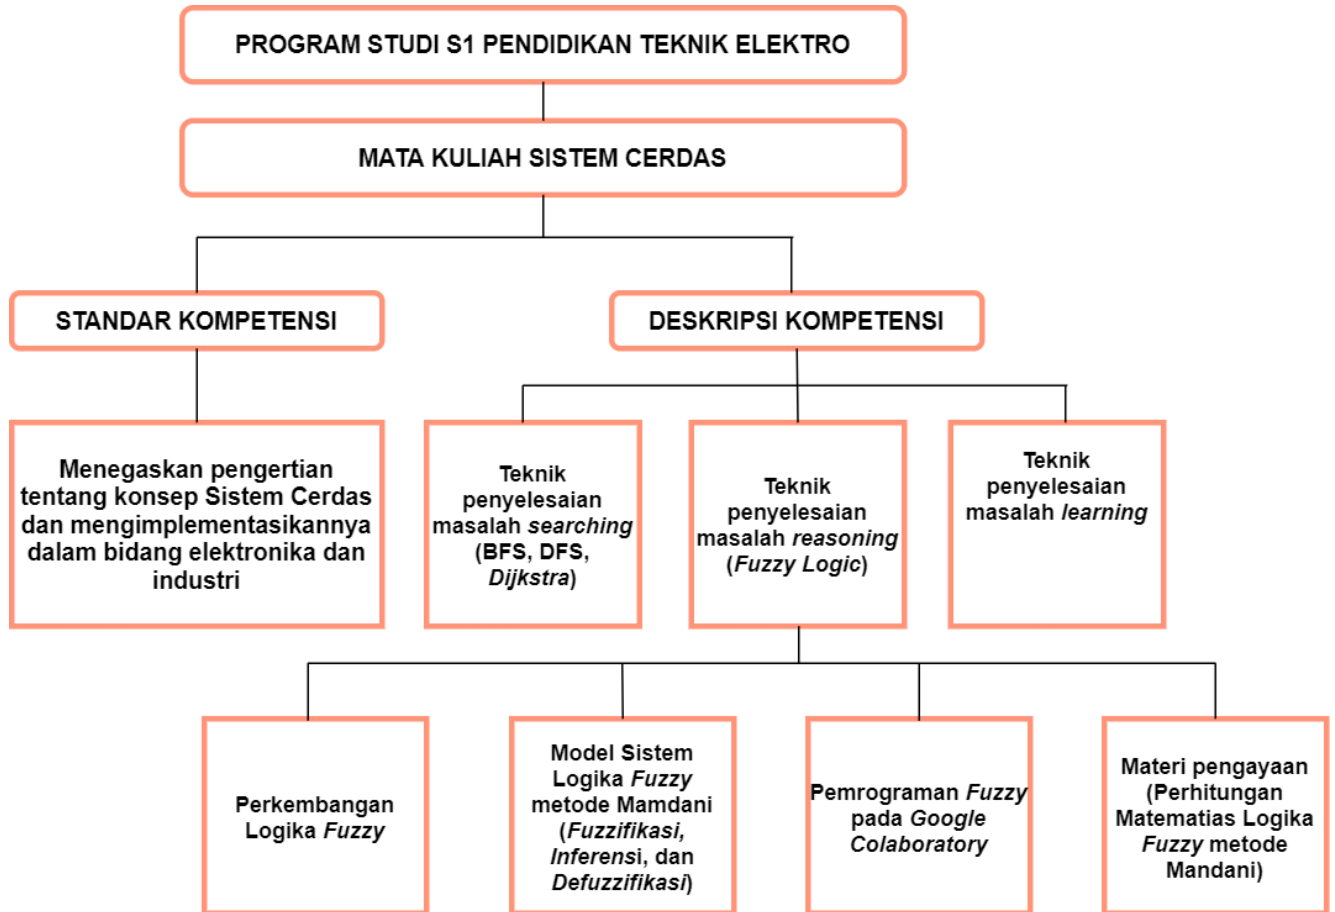 PROGRAM STUDI S1 PENDIDIKAN TEKNIK ELEKTRO
MATA KULIAH SISTEM CERDAS
STANDAR KOMPETENSI
DESKRIPSI KOMPETENSI
Menegaskan pengertian
tentang konsep Sistem Cerdas
dan mengimplementasikannya
dalam bidang elektronika dan
industri
Teknik
penyelesaian
masalah searching
(BFS, DFS,
Dijkstra)
Teknik
penyelesaian
masalah reasoning
(Fuzzy Logic)
Teknik
penyelesaian
masalah learning
Perkembangan
Logika Fuzzy
Model Sistem
Logika Fuzzy
metode Mamdani
(Fuzzifikasi,
Inferensi, dan
Defuzzifikasi)
Pemrograman Fuzzy
pada Google
Colaboratory
Materi pengayaan
(Perhitungan
Matematias Logika
Fuzzy metode
Mandani)